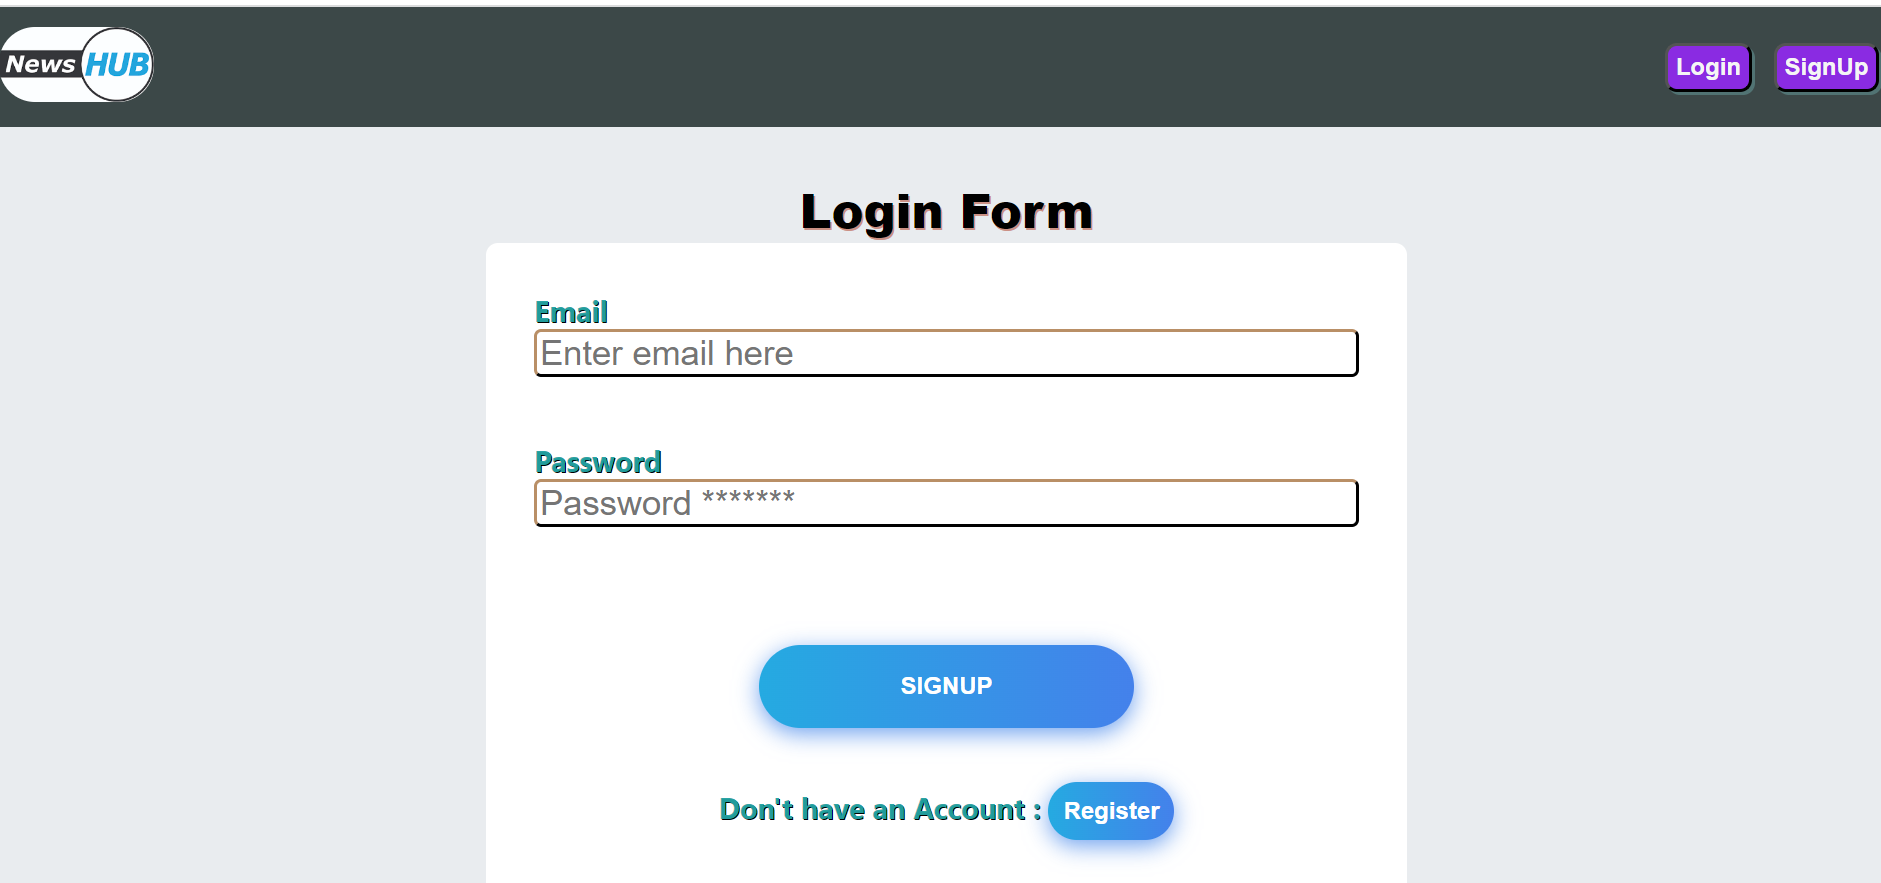 News HUB
Login SignUp
Login Form
Email
Enter email here
Password
Password *******
SIGNUP
Don't have an Account : Register